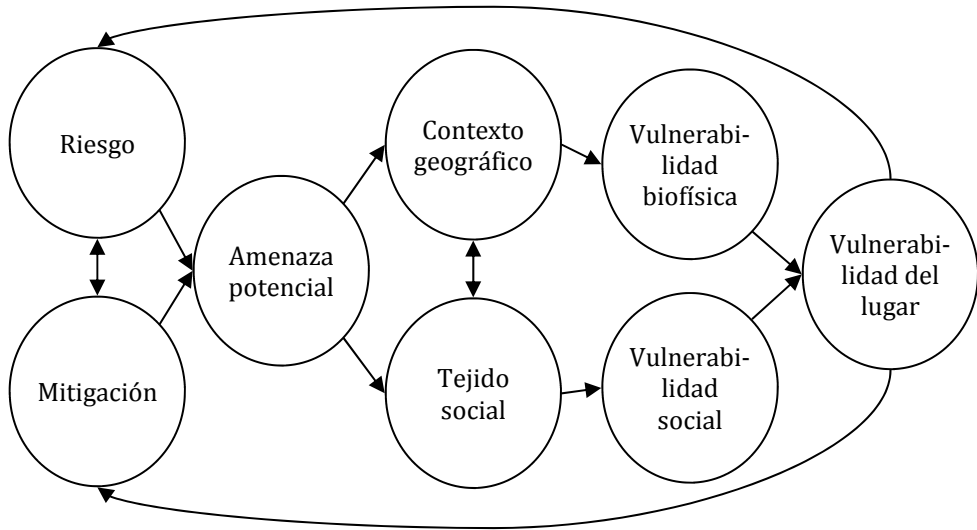 Riesgo
Mitigación
Amenaza
potencial
Contexto
geográfico
Tejido
social
Vulnerabi-
lidad
biofísica
Vulnerabi-
lidad
social
Vulnerabi-
lidad del
lugar